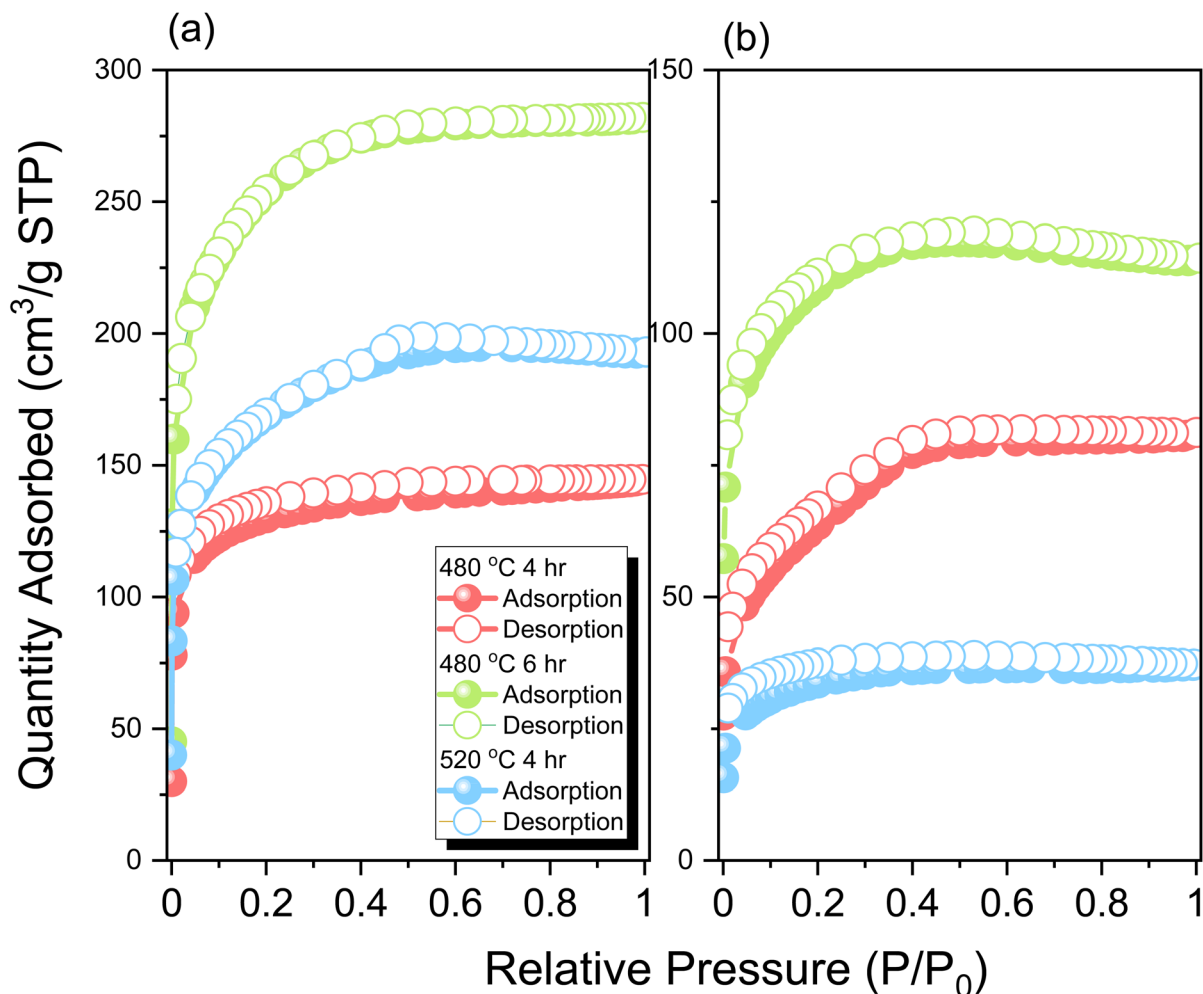 (a)
(b)
300
250
200
150
100
50
0
150
100
50
0
Quantity Adsorbed (cm³/g STP)
480 °C 4 hr
Adsorption
Desorption
480 °C 6 hr
Adsorption
Desorption
520 °C 4 hr
Adsorption
Desorption
0 0.2 0.4 0.6 0.8 1
0 0.2 0.4 0.6 0.8 1
Relative Pressure (P/P₀)